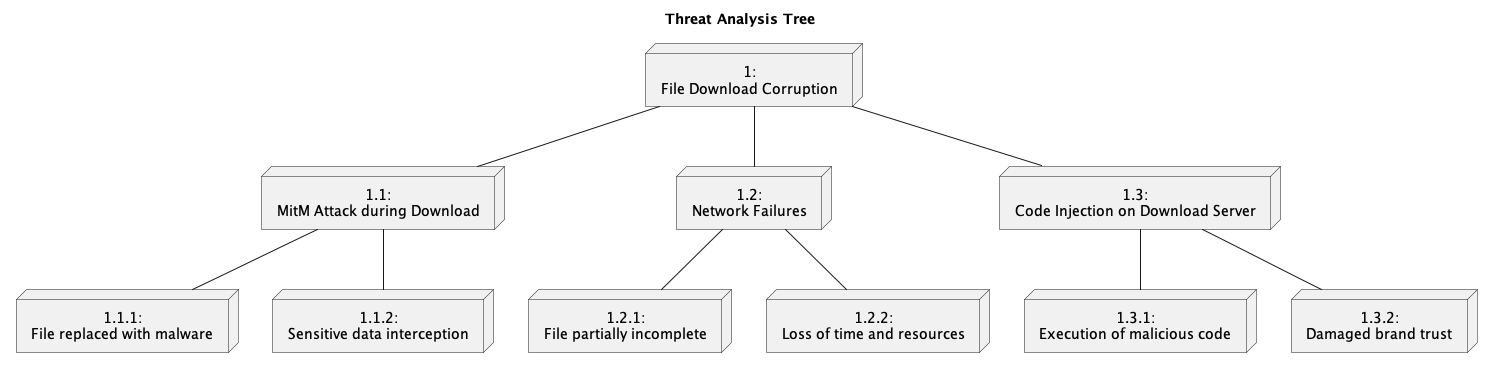 Threat Analysis Tree
1:
File Download Corruption
1.1:
MitM Attack during Download
1.2:
Network Failures
1.3:
Code Injection on Download Server
1.1.1:
File replaced with malware
1.1.2:
Sensitive data interception
1.2.1:
File partially incomplete
1.2.2:
Loss of time and resources
1.3.1:
Execution of malicious code
1.3.2:
Damaged brand trust